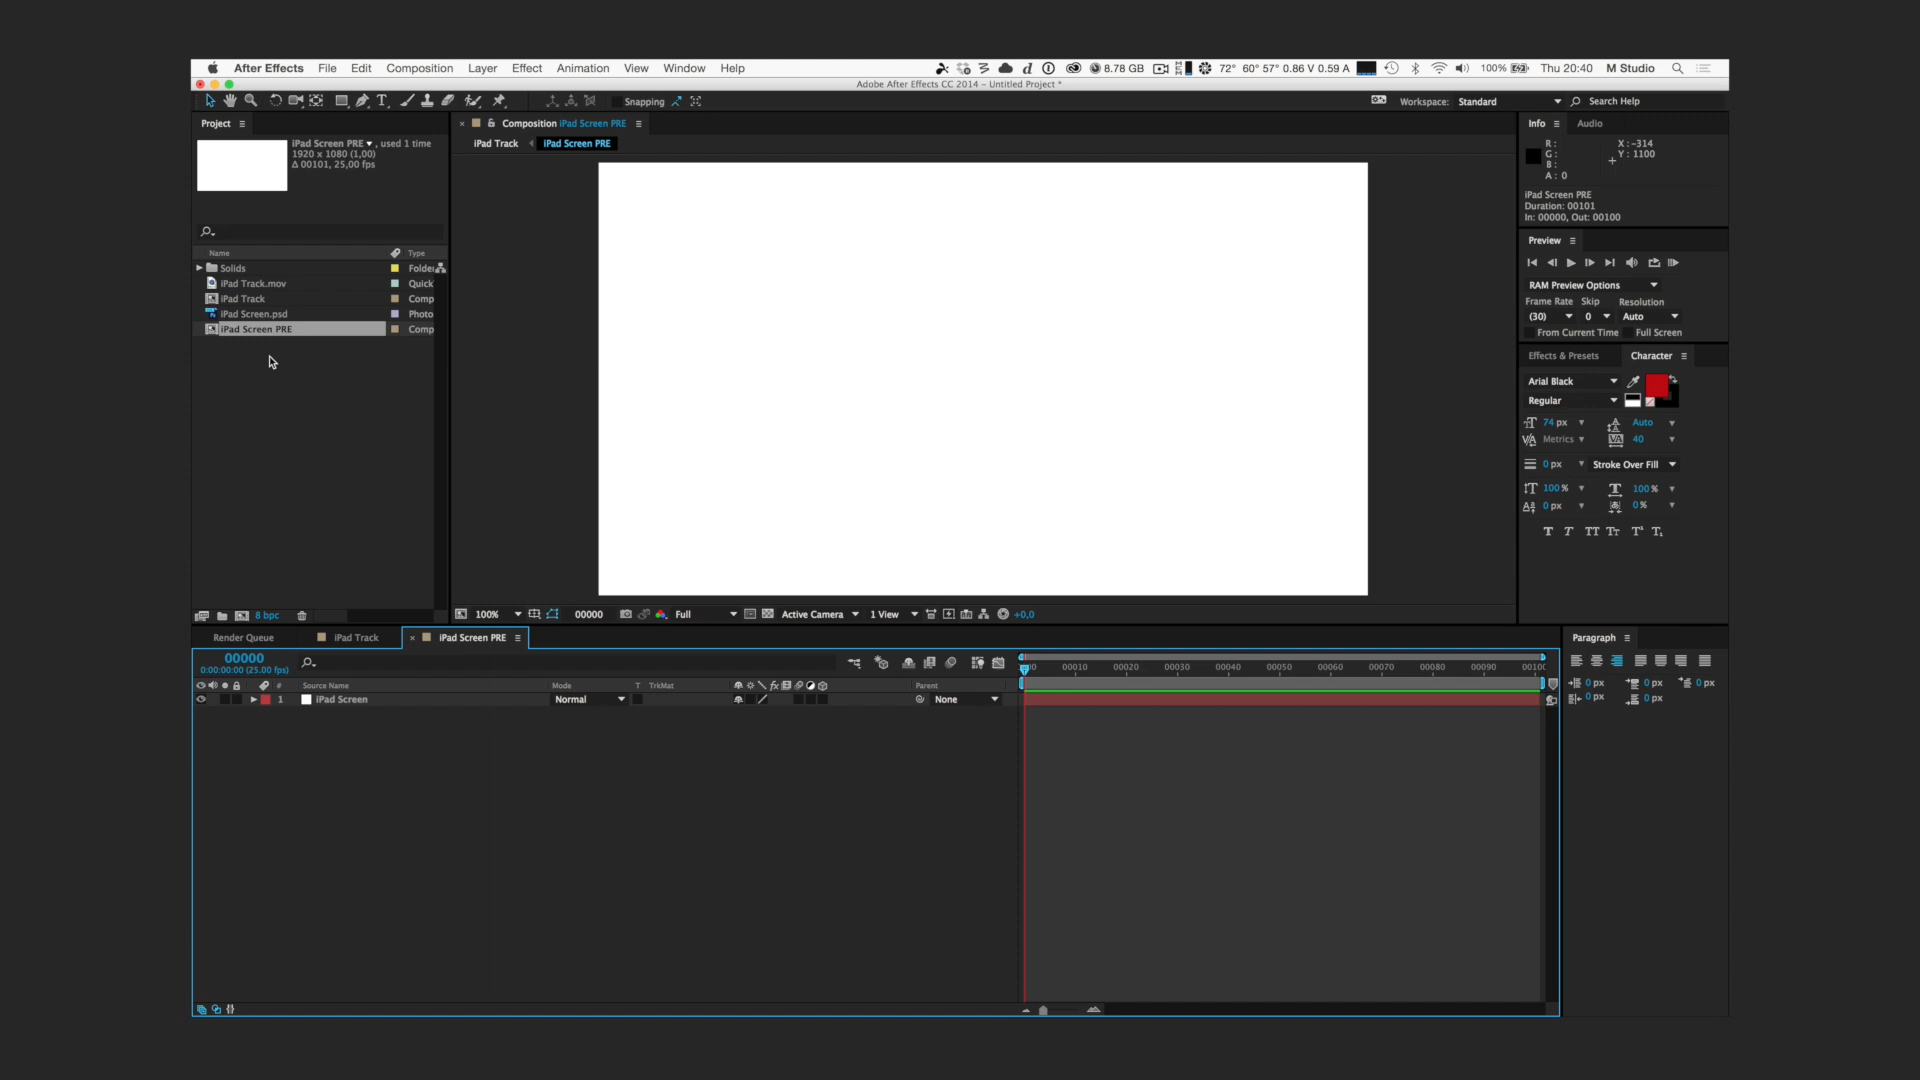 After Effects File Edit Composition Layer Effect Animation View Window Help 8.78 GB 72° 60° 57° 0.86 V 0.59 A 100% Thu 20:40 M Studio
Adobe After Effects CC 2014 - Untitled Project *
Snapping Workspace: Standard Search Help
Project
iPad Screen PRE , used 1 time
1920 x 1080 (1,00)
Δ 00101, 25,00 fps
Name Type
Solids Folder
iPad Track.mov Quick
iPad Track Comp
iPad Screen.psd Photo
iPad Screen PRE Comp
8 bpc
Composition iPad Screen PRE
iPad Track iPad Screen PRE
100% 00000 Full Active Camera 1 View +0,0
Info Audio
R : X : -314
G : Y : 1100
B :
A : 0
iPad Screen PRE
Duration: 00101
In: 00000, Out: 00100
Preview
RAM Preview Options
Frame Rate Skip Resolution
(30) 0 Auto
From Current Time Full Screen
Effects & Presets Character
Arial Black
Regular
74 px Auto
Metrics 40
0 px Stroke Over Fill
100 % 100 %
0 px 0 %
T T TT Tт T¹ T₁
Render Queue iPad Track iPad Screen PRE
00000
0:00:00:00 (25.00 fps)
00010 00020 00030 00040 00050 00060 00070 00080 00090
# Source Name Mode T TrkMat Parent
1 iPad Screen Normal None
Paragraph
0 px 0 px 0 px
0 px 0 px